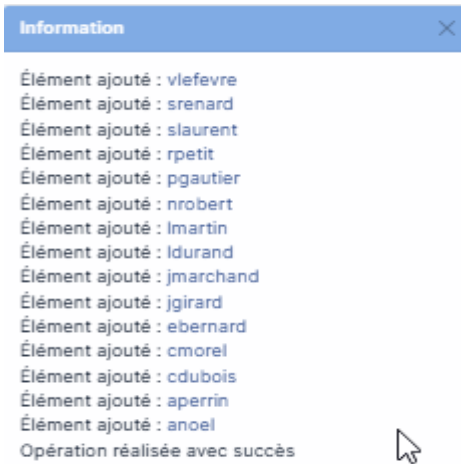 Information
Élément ajouté : vlefevre
Élément ajouté : srenard
Élément ajouté : slaurent
Élément ajouté : rpetit
Élément ajouté : pgautier
Élément ajouté : nrobert
Élément ajouté : lmartin
Élément ajouté : ldurand
Élément ajouté : jmarchand
Élément ajouté : jgirard
Élément ajouté : ebernard
Élément ajouté : cmorel
Élément ajouté : cdubois
Élément ajouté : aperrin
Élément ajouté : anoel
Opération réalisée avec succès